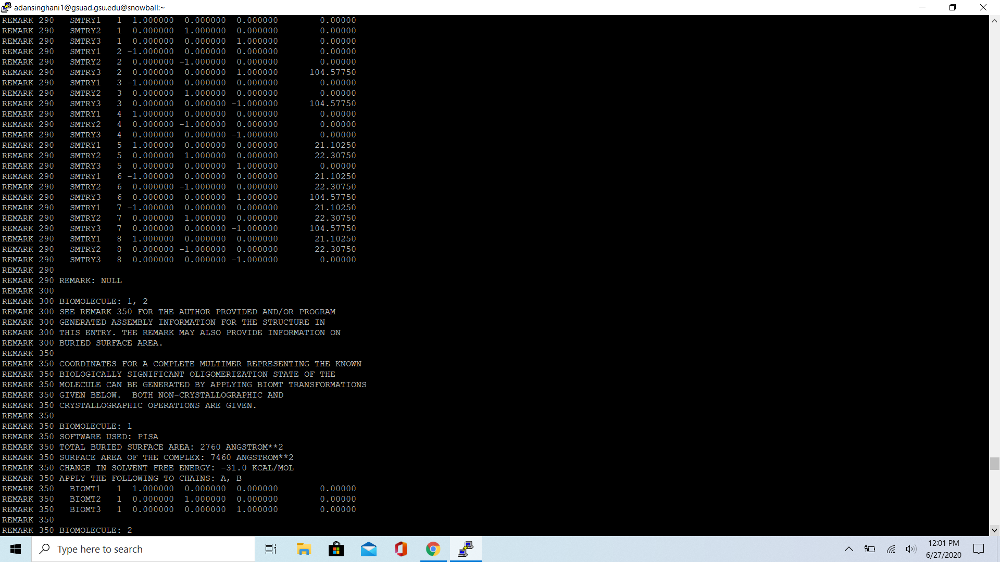 adansinghani1@gsuad.gsu.edu@snowball:~
REMARK 290   SMTRY1   1  1.000000  0.000000  0.000000        0.00000
REMARK 290   SMTRY2   1  0.000000  1.000000  0.000000        0.00000
REMARK 290   SMTRY3   1  0.000000  0.000000  1.000000        0.00000
REMARK 290   SMTRY1   2 -1.000000  0.000000  0.000000        0.00000
REMARK 290   SMTRY2   2  0.000000 -1.000000  0.000000        0.00000
REMARK 290   SMTRY3   2  0.000000  0.000000  1.000000      104.57750
REMARK 290   SMTRY1   3 -1.000000  0.000000  0.000000        0.00000
REMARK 290   SMTRY2   3  0.000000  1.000000  0.000000        0.00000
REMARK 290   SMTRY3   3  0.000000  0.000000 -1.000000      104.57750
REMARK 290   SMTRY1   4  1.000000  0.000000  0.000000        0.00000
REMARK 290   SMTRY2   4  0.000000 -1.000000  0.000000        0.00000
REMARK 290   SMTRY3   4  0.000000  0.000000 -1.000000        0.00000
REMARK 290   SMTRY1   5  1.000000  0.000000  0.000000       21.10250
REMARK 290   SMTRY2   5  0.000000  1.000000  0.000000       22.30750
REMARK 290   SMTRY3   5  0.000000  0.000000  1.000000        0.00000
REMARK 290   SMTRY1   6 -1.000000  0.000000  0.000000       21.10250
REMARK 290   SMTRY2   6  0.000000 -1.000000  0.000000       22.30750
REMARK 290   SMTRY3   6  0.000000  0.000000  1.000000      104.57750
REMARK 290   SMTRY1   7 -1.000000  0.000000  0.000000       21.10250
REMARK 290   SMTRY2   7  0.000000  1.000000  0.000000       22.30750
REMARK 290   SMTRY3   7  0.000000  0.000000 -1.000000      104.57750
REMARK 290   SMTRY1   8  1.000000  0.000000  0.000000       21.10250
REMARK 290   SMTRY2   8  0.000000 -1.000000  0.000000       22.30750
REMARK 290   SMTRY3   8  0.000000  0.000000 -1.000000        0.00000
REMARK 290
REMARK 290 REMARK: NULL
REMARK 300
REMARK 300 BIOMOLECULE: 1, 2
REMARK 300 SEE REMARK 350 FOR THE AUTHOR PROVIDED AND/OR PROGRAM
REMARK 300 GENERATED ASSEMBLY INFORMATION FOR THE STRUCTURE IN
REMARK 300 THIS ENTRY. THE REMARK MAY ALSO PROVIDE INFORMATION ON
REMARK 300 BURIED SURFACE AREA.
REMARK 350
REMARK 350 COORDINATES FOR A COMPLETE MULTIMER REPRESENTING THE KNOWN
REMARK 350 BIOLOGICALLY SIGNIFICANT OLIGOMERIZATION STATE OF THE
REMARK 350 MOLECULE CAN BE GENERATED BY APPLYING BIOMT TRANSFORMATIONS
REMARK 350 GIVEN BELOW.  BOTH NON-CRYSTALLOGRAPHIC AND
REMARK 350 CRYSTALLOGRAPHIC OPERATIONS ARE GIVEN.
REMARK 350
REMARK 350 BIOMOLECULE: 1
REMARK 350 SOFTWARE USED: PISA
REMARK 350 TOTAL BURIED SURFACE AREA: 2760 ANGSTROM**2
REMARK 350 SURFACE AREA OF THE COMPLEX: 7460 ANGSTROM**2
REMARK 350 CHANGE IN SOLVENT FREE ENERGY: -31.0 KCAL/MOL
REMARK 350 APPLY THE FOLLOWING TO CHAINS: A, B
REMARK 350   BIOMT1   1  1.000000  0.000000  0.000000        0.00000
REMARK 350   BIOMT2   1  0.000000  1.000000  0.000000        0.00000
REMARK 350   BIOMT3   1  0.000000  0.000000  1.000000        0.00000
REMARK 350
REMARK 350 BIOMOLECULE: 2
Type here to search
12:01 PM
6/27/2020